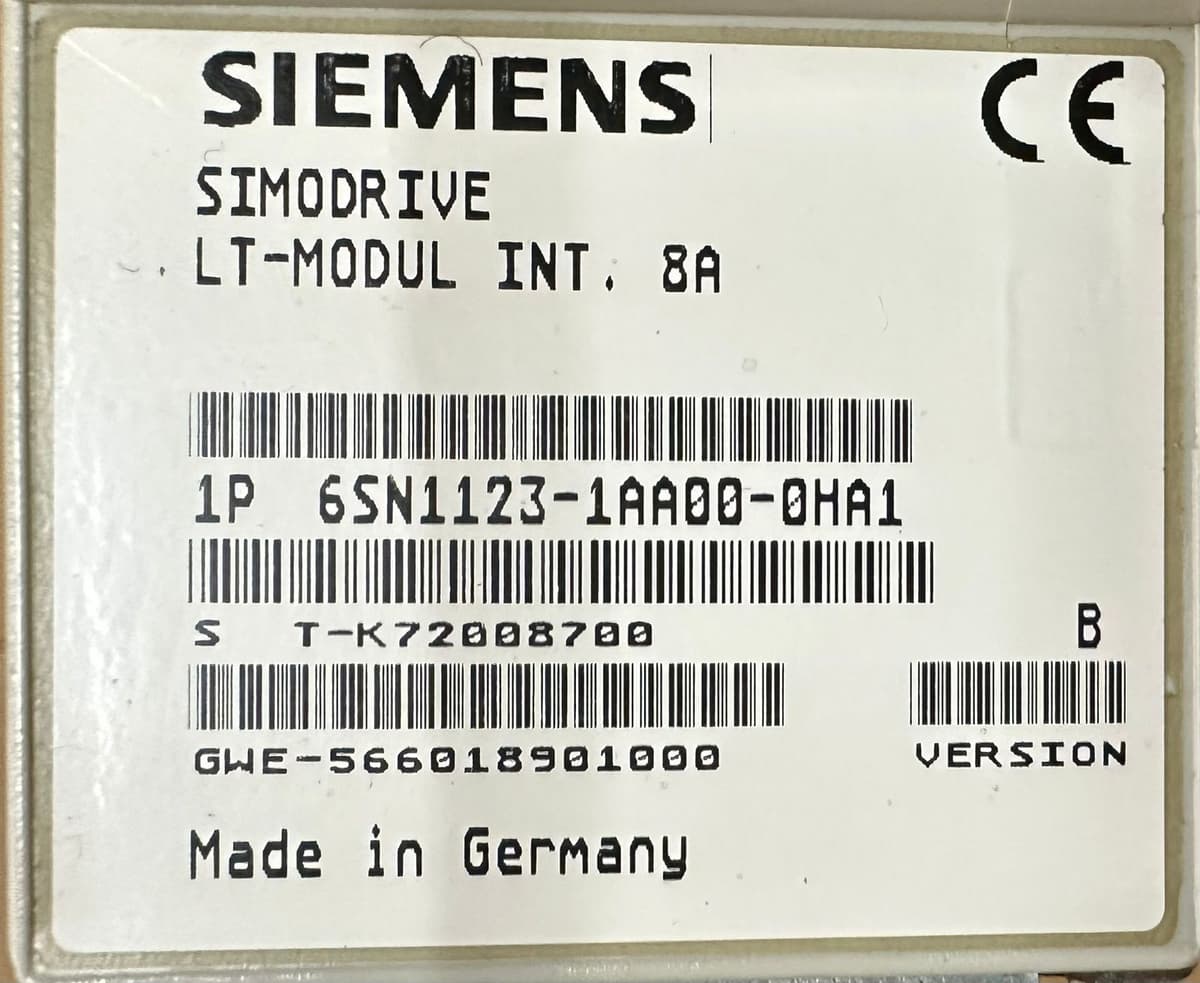 SIEMENS
CE
SIMODRIVE
LT-MODUL INT. 8A
1P 6SN1123-1AA00-0HA1
S T-K72008700
B
GWE-566018901000
VERSION
Made in Germany